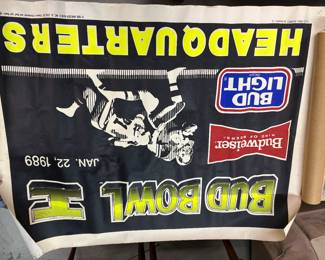 BUD BOWL I
JAN. 22, 1989
Budweiser
KING OF BEERS
BUD
LIGHT
HEADQUARTERS